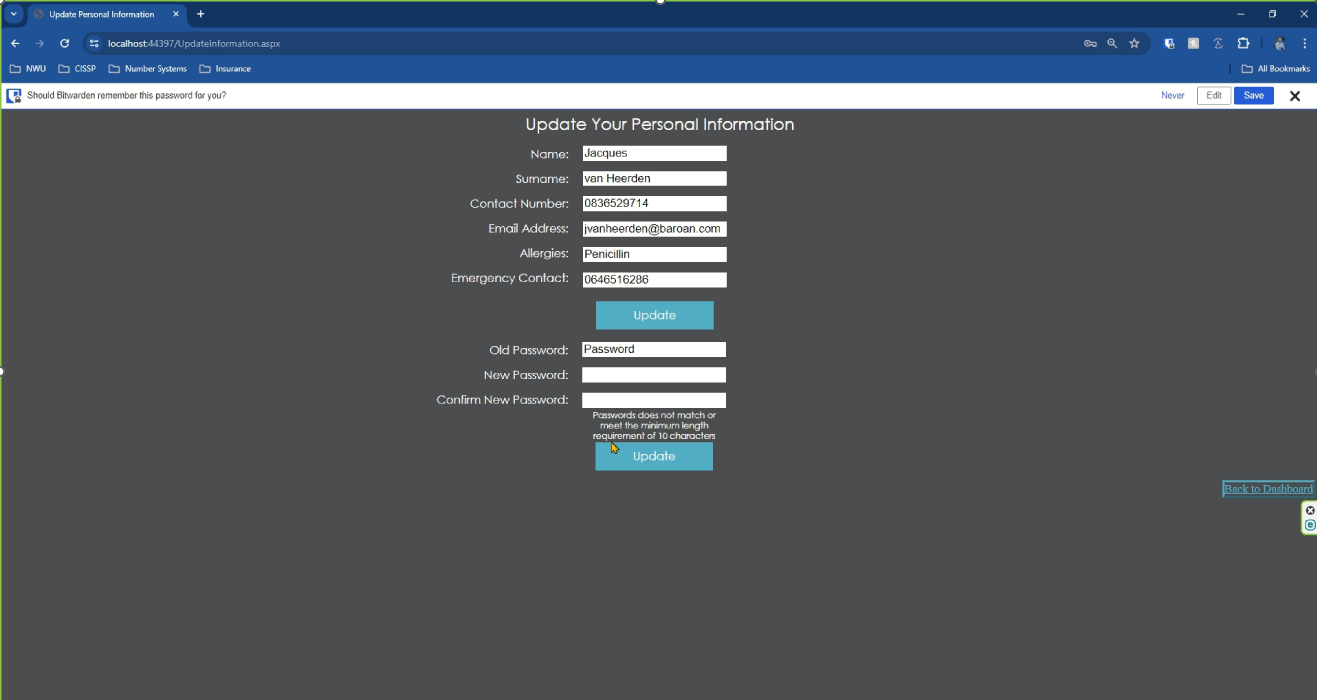 Update Personal Information
localhost:44397/UpdateInformation.aspx
NWU CISSP Number Systems Insurance All Bookmarks
Should Bitwarden remember this password for you? Never Edit Save
Update Your Personal Information
Name: Jacques
Surname: van Heerden
Contact Number: 0836529714
Email Address: jvanheerden@baroan.com
Allergies: Penicillin
Emergency Contact: 0646516286
Update
Old Password: Password
New Password:
Confirm New Password:
Passwords does not match or
meet the minimum length
requirement of 10 characters
Update
Back to Dashboard